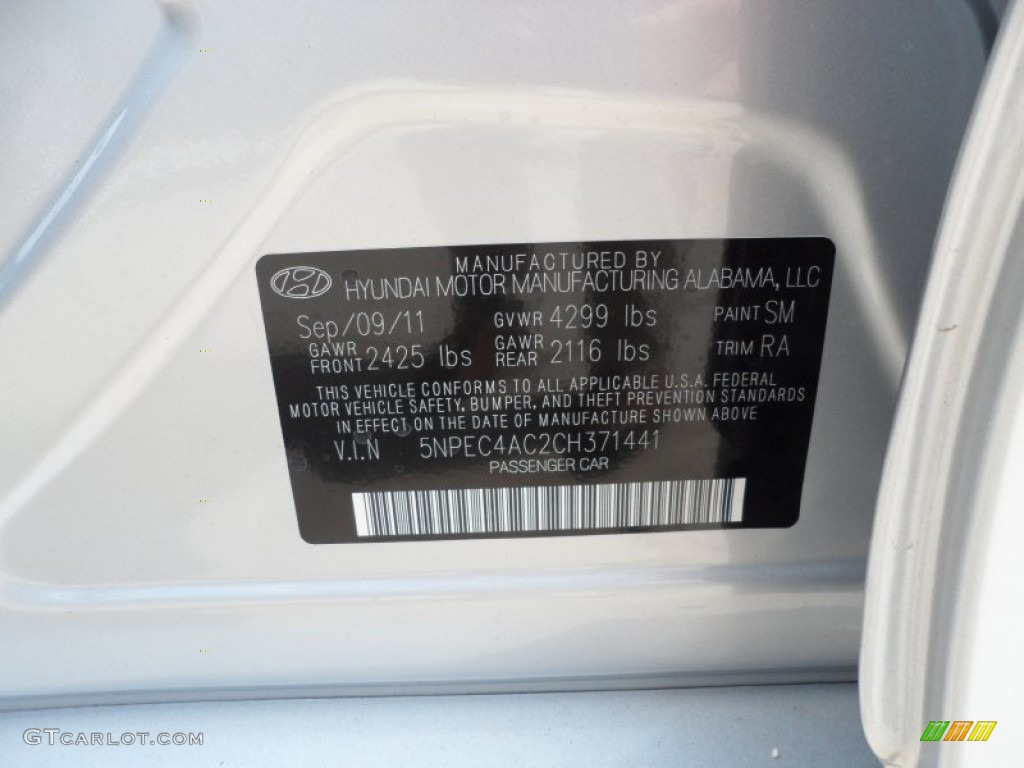 MANUFACTURED BY
HYUNDAI MOTOR MANUFACTURING ALABAMA, LLC
Sep/09/11 GVWR 4299 lbs PAINT SM
GAWR FRONT 2425 lbs GAWR REAR 2116 lbs TRIM RA
THIS VEHICLE CONFORMS TO ALL APPLICABLE U.S.A. FEDERAL
MOTOR VEHICLE SAFETY, BUMPER, AND THEFT PREVENTION STANDARDS
IN EFFECT ON THE DATE OF MANUFACTURE SHOWN ABOVE
V.I.N 5NPEC4AC2CH371441
PASSENGER CAR
GTCARLOT.COM